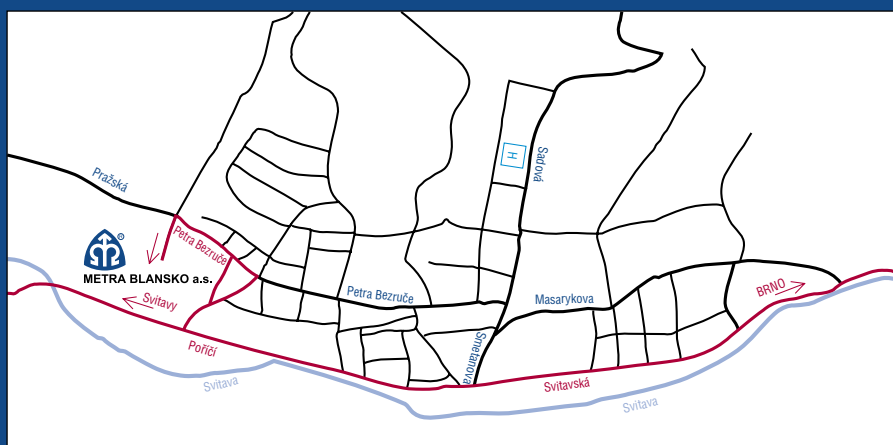 Pražská
H
Sadová
Petra Bezruče
®
METRA BLANSKO a.s.
Svitavy
Petra Bezruče
Masarykova
BRNO
Poříčí
Smetanova
Svitava
Svitavská
Svitava